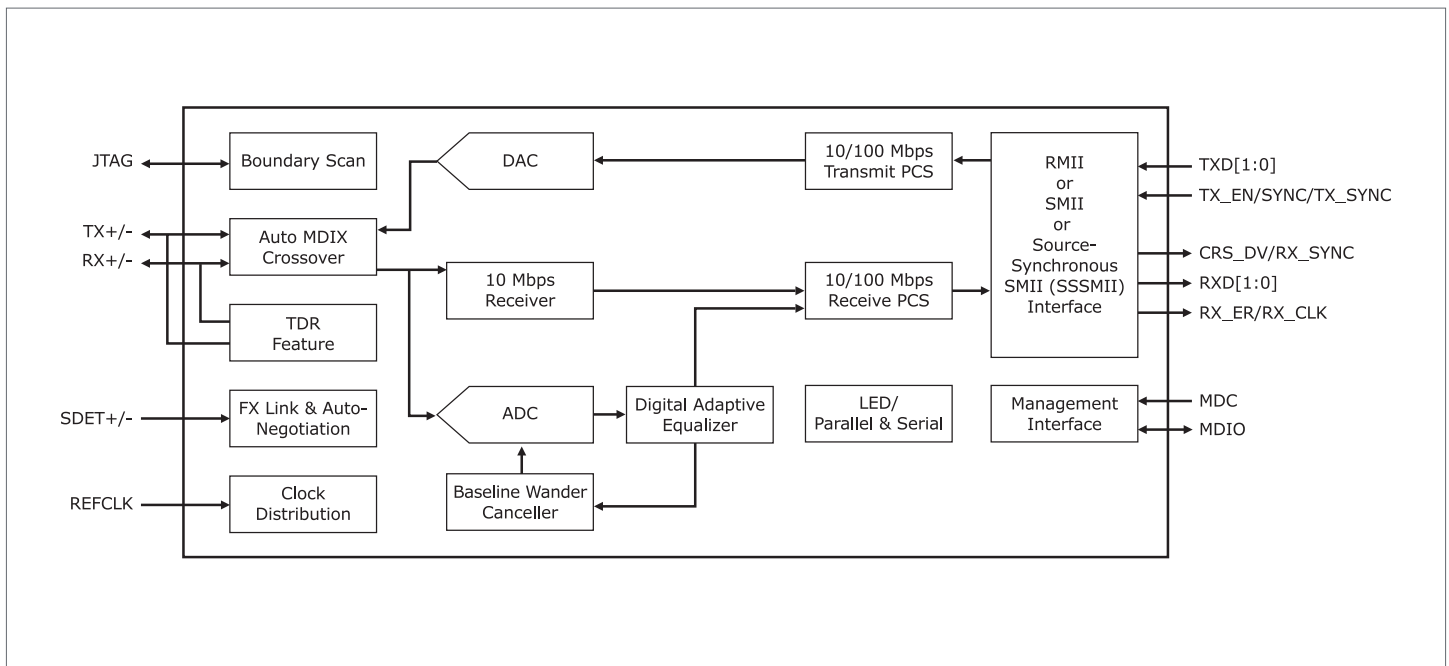 JTAG
Boundary Scan
DAC
10/100 Mbps
Transmit PCS
RMII
or
SMII
or
Source-
Synchronous
SMII (SSSMII)
Interface
TXD[1:0]
TX_EN/SYNC/TX_SYNC
CRS_DV/RX_SYNC
RXD[1:0]
RX_ER/RX_CLK
TX+/-
RX+/-
Auto MDIX
Crossover
10 Mbps
Receiver
10/100 Mbps
Receive PCS
TDR
Feature
SDET+/-
FX Link & Auto-
Negotiation
ADC
Digital Adaptive
Equalizer
LED/
Parallel & Serial
Management
Interface
MDC
MDIO
REFCLK
Clock
Distribution
Baseline Wander
Canceller